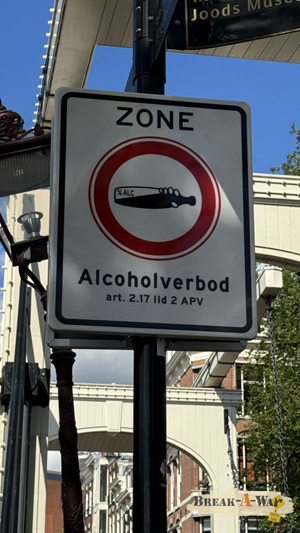 Joods Muse
ZONE
% ALC
Alcoholverbod
art. 2.17 lid 2 APV
BREAK-A-WAY